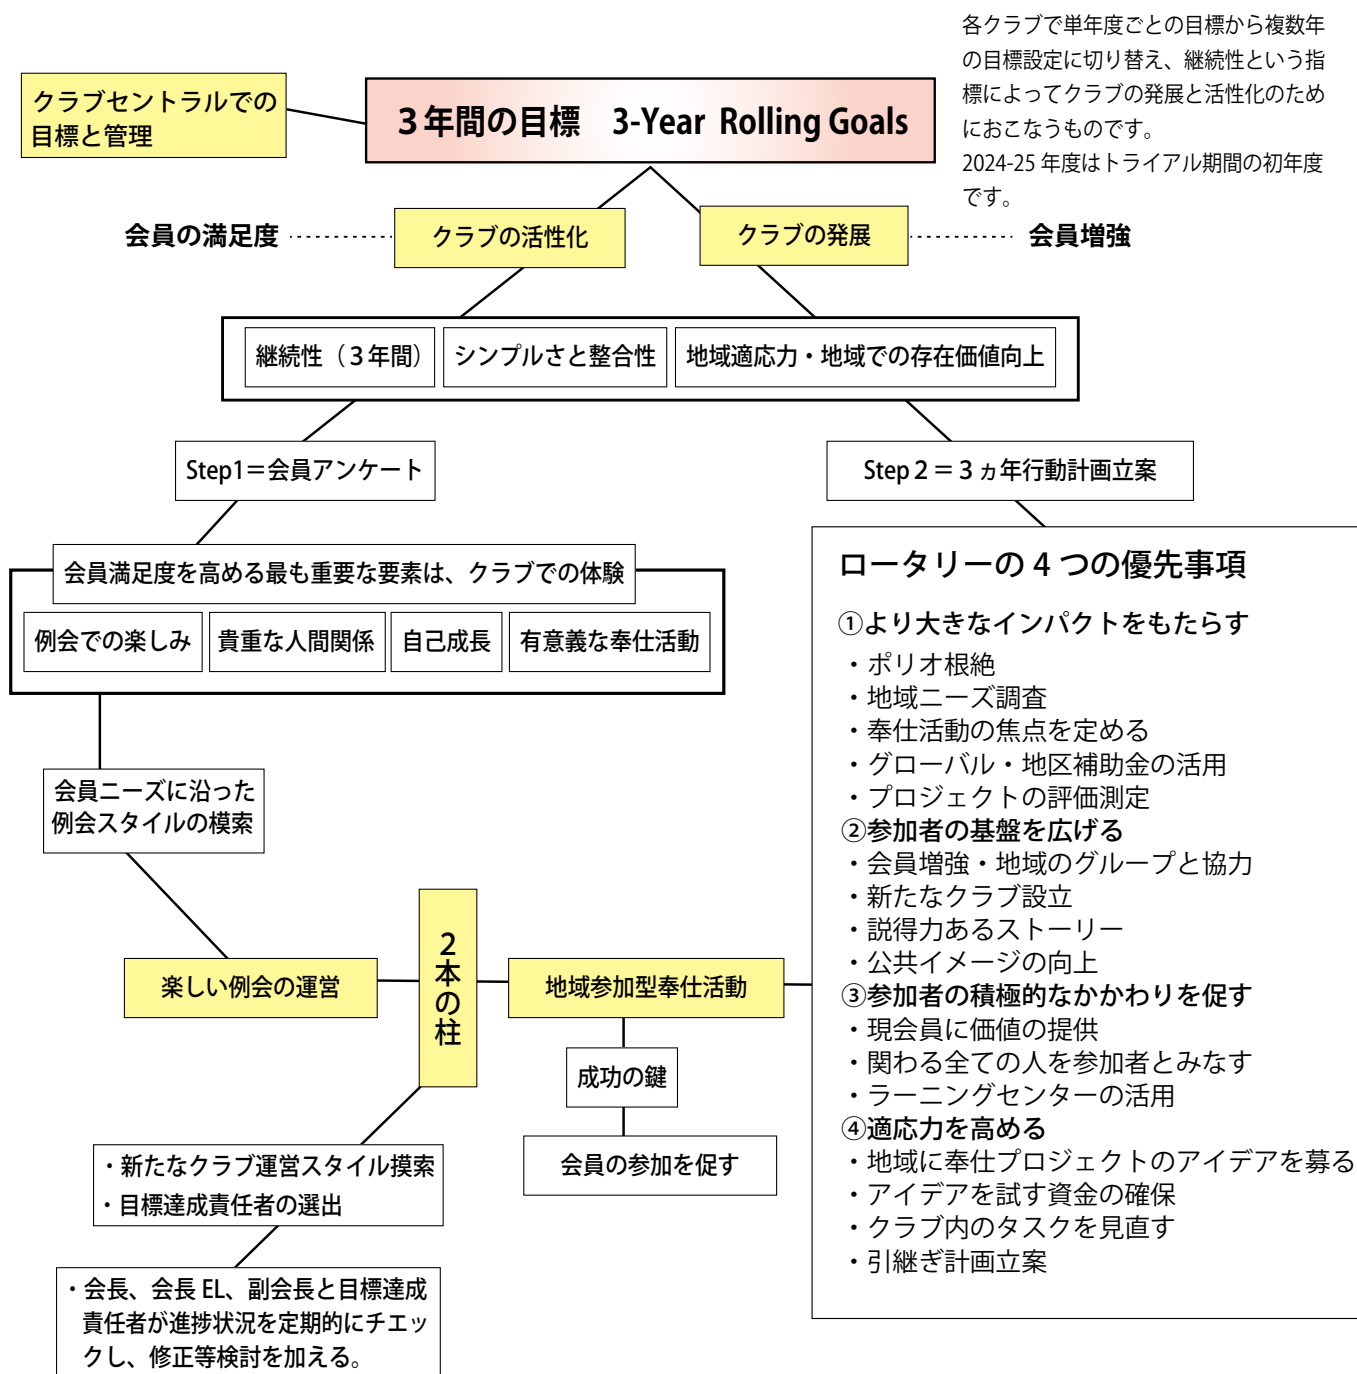 各クラブで単年度ごとの目標から複数年
の目標設定に切り替え、継続性という指
標によってクラブの発展と活性化のため
におこなうものです。
2024-25 年度はトライアル期間の初年度
です。
クラブセントラルでの
目標と管理
3年間の目標　3-Year Rolling Goals
会員の満足度
クラブの活性化
クラブの発展
会員増強
継続性（３年間）
シンプルさと整合性
地域適応力・地域での存在価値向上
Step1＝会員アンケート
Step２＝３ヵ年行動計画立案
会員満足度を高める最も重要な要素は、クラブでの体験
例会での楽しみ
貴重な人間関係
自己成長
有意義な奉仕活動
会員ニーズに沿った
例会スタイルの模索
楽しい例会の運営
2本の柱
地域参加型奉仕活動
成功の鍵
会員の参加を促す
・新たなクラブ運営スタイル摸索
・目標達成責任者の選出
・会長、会長 EL、副会長と目標達成
責任者が進捗状況を定期的にチエッ
クし、修正等検討を加える。
ロータリーの 4 つの優先事項
①より大きなインパクトをもたらす
・ポリオ根絶
・地域ニーズ調査
・奉仕活動の焦点を定める
・グローバル・地区補助金の活用
・プロジェクトの評価測定
②参加者の基盤を広げる
・会員増強・地域のグループと協力
・新たなクラブ設立
・説得力あるストーリー
・公共イメージの向上
③参加者の積極的なかかわりを促す
・現会員に価値の提供
・関わる全ての人を参加者とみなす
・ラーニングセンターの活用
④適応力を高める
・地域に奉仕プロジェクトのアイデアを募る
・アイデアを試す資金の確保
・クラブ内のタスクを見直す
・引継ぎ計画立案